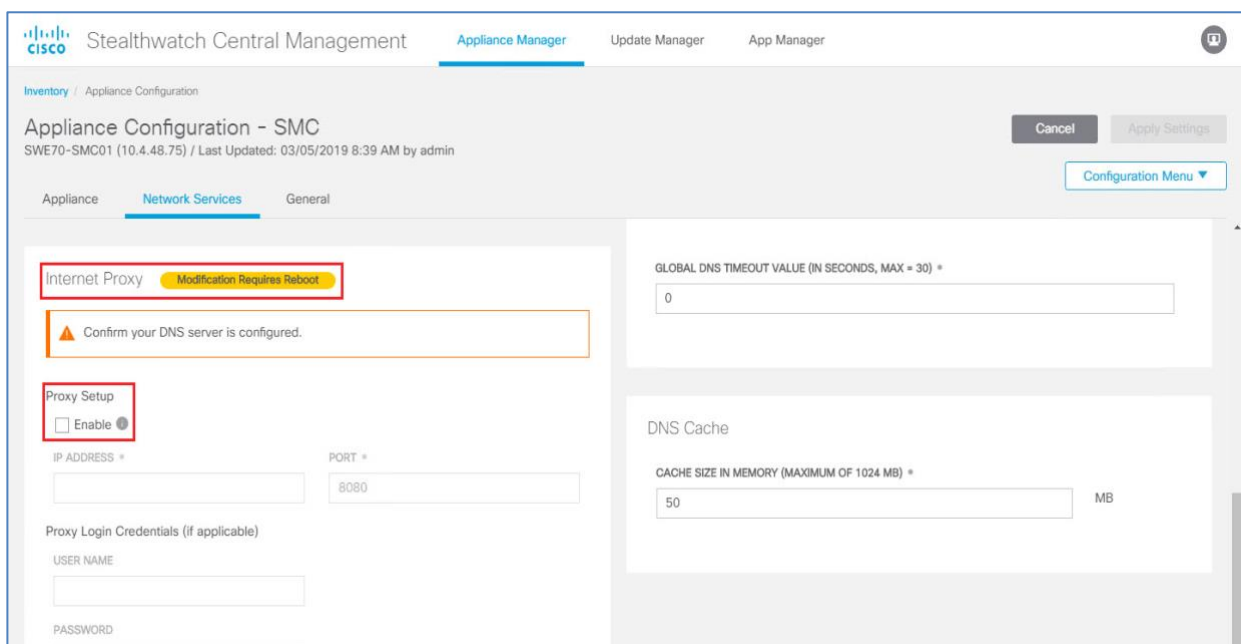 CISCO Stealthwatch Central Management Appliance Manager Update Manager App Manager
Inventory / Appliance Configuration
Appliance Configuration - SMC
Cancel Apply Settings
SWE70-SMC01 (10.4.48.75) / Last Updated: 03/05/2019 8:39 AM by admin
Configuration Menu ▼
Appliance Network Services General
Internet Proxy Modification Requires Reboot
Confirm your DNS server is configured.
Proxy Setup
Enable
IP ADDRESS *
PORT *
8080
Proxy Login Credentials (if applicable)
USER NAME
PASSWORD
GLOBAL DNS TIMEOUT VALUE (IN SECONDS, MAX = 30) *
0
DNS Cache
CACHE SIZE IN MEMORY (MAXIMUM OF 1024 MB) *
50 MB